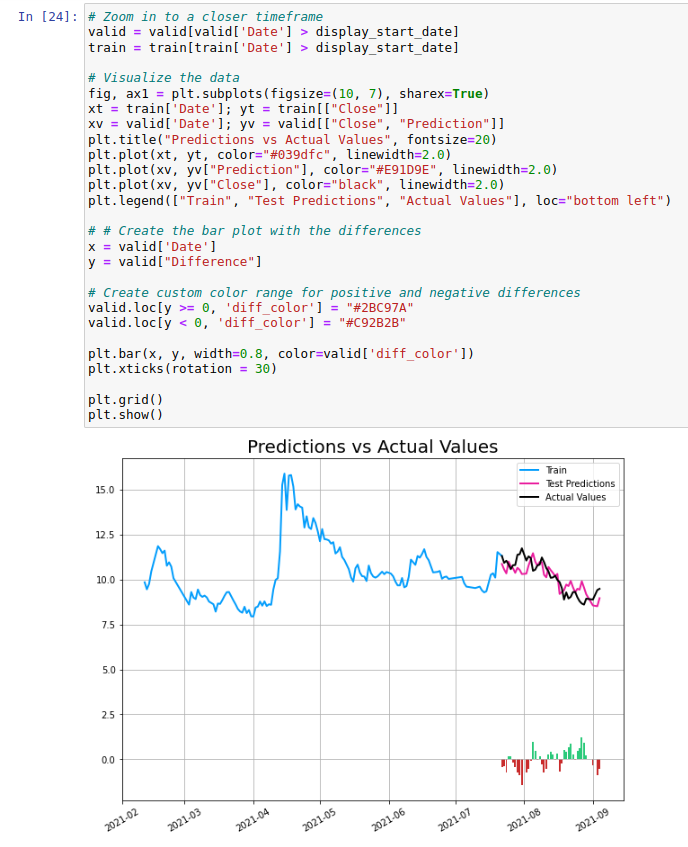 In [24]: # Zoom in to a closer timeframe
valid = valid[valid['Date'] > display_start_date]
train = train[train['Date'] > display_start_date]
# Visualize the data
fig, ax1 = plt.subplots(figsize=(10, 7), sharex=True)
xt = train['Date']; yt = train[["Close"]]
xv = valid['Date']; yv = valid[["Close", "Prediction"]]
plt.title("Predictions vs Actual Values", fontsize=20)
plt.plot(xt, yt, color="#039dfc", linewidth=2.0)
plt.plot(xv, yv["Prediction"], color="#E91D9E", linewidth=2.0)
plt.plot(xv, yv["Close"], color="black", linewidth=2.0)
plt.legend(["Train", "Test Predictions", "Actual Values"], loc="bottom left")
# # Create the bar plot with the differences
x = valid['Date']
y = valid["Difference"]
# Create custom color range for positive and negative differences
valid.loc[y >= 0, 'diff_color'] = "#2BC97A"
valid.loc[y < 0, 'diff_color'] = "#C92B2B"
plt.bar(x, y, width=0.8, color=valid['diff_color'])
plt.xticks(rotation = 30)
plt.grid()
plt.show()
Predictions vs Actual Values
Train
Test Predictions
Actual Values
15.0
12.5
10.0
7.5
5.0
2.5
0.0
2021-02 2021-03 2021-04 2021-05 2021-06 2021-07 2021-08 2021-09